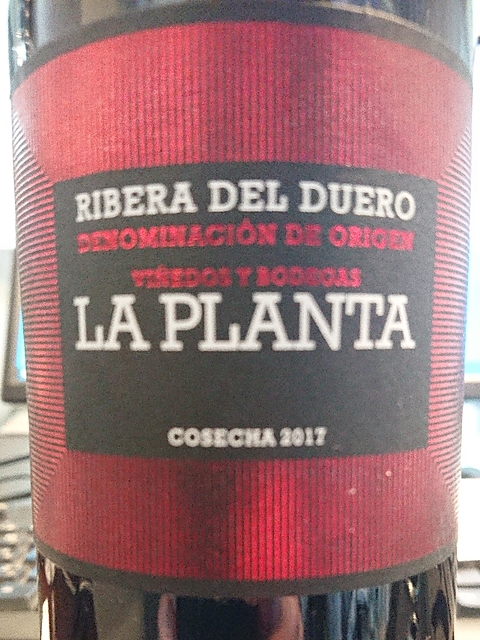 RIBERA DEL DUERO
DENOMINACIÓN DE ORIGEN
VIÑEDOS Y BODEGAS
LA PLANTA
COSECHA 2017